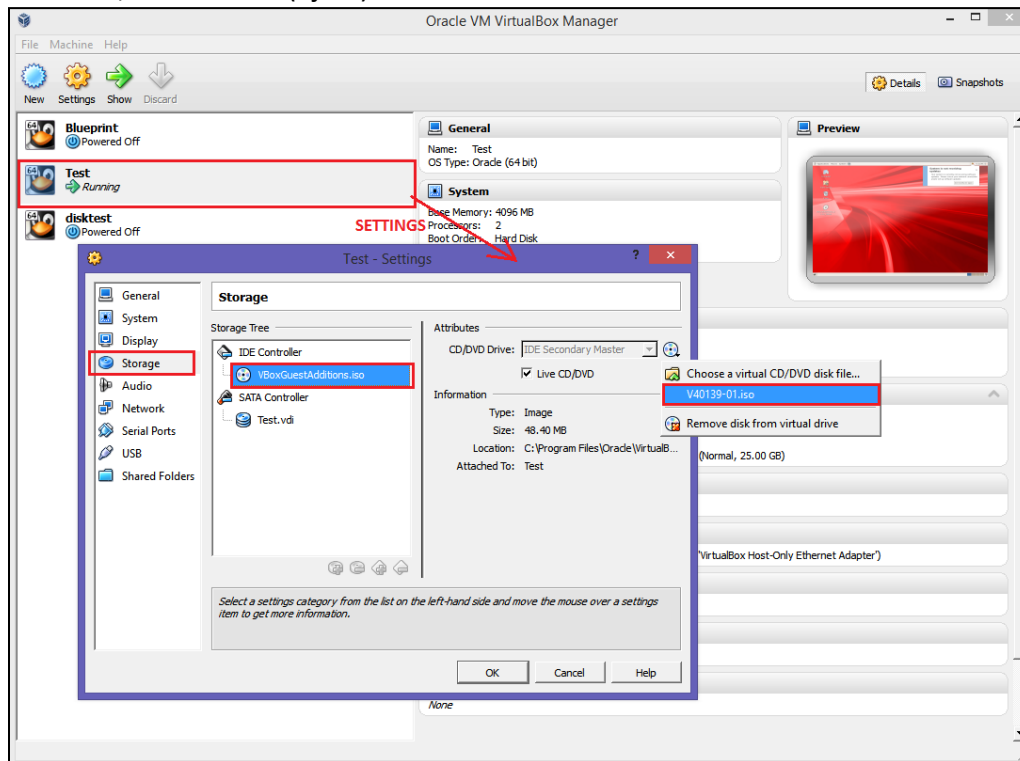 Oracle VM VirtualBox Manager
File Machine Help
New Settings Show Discard
Details Snapshots
64 Blueprint
Powered Off
64 Test
Running
64 disktest
Powered Off
General
Name: Test
OS Type: Oracle (64 bit)
System
Base Memory: 4096 MB
Processors: 2
Boot Order: Hard Disk
Preview
SETTINGS
Test - Settings
?
General
System
Display
Storage
Audio
Network
Serial Ports
USB
Shared Folders
Storage
Storage Tree
IDE Controller
VBoxGuestAdditions.iso
SATA Controller
Test.vdi
Attributes
CD/DVD Drive: IDE Secondary Master
Live CD/DVD
Information
Type: Image
Size: 48.40 MB
Location: C:\Program Files\Oracle\VirtualB...
Attached To: Test
Choose a virtual CD/DVD disk file...
V40139-01.iso
Remove disk from virtual drive
(Normal, 25.00 GB)
'VirtualBox Host-Only Ethernet Adapter')
Select a settings category from the list on the left-hand side and move the mouse over a settings
item to get more information.
OK Cancel Help
None